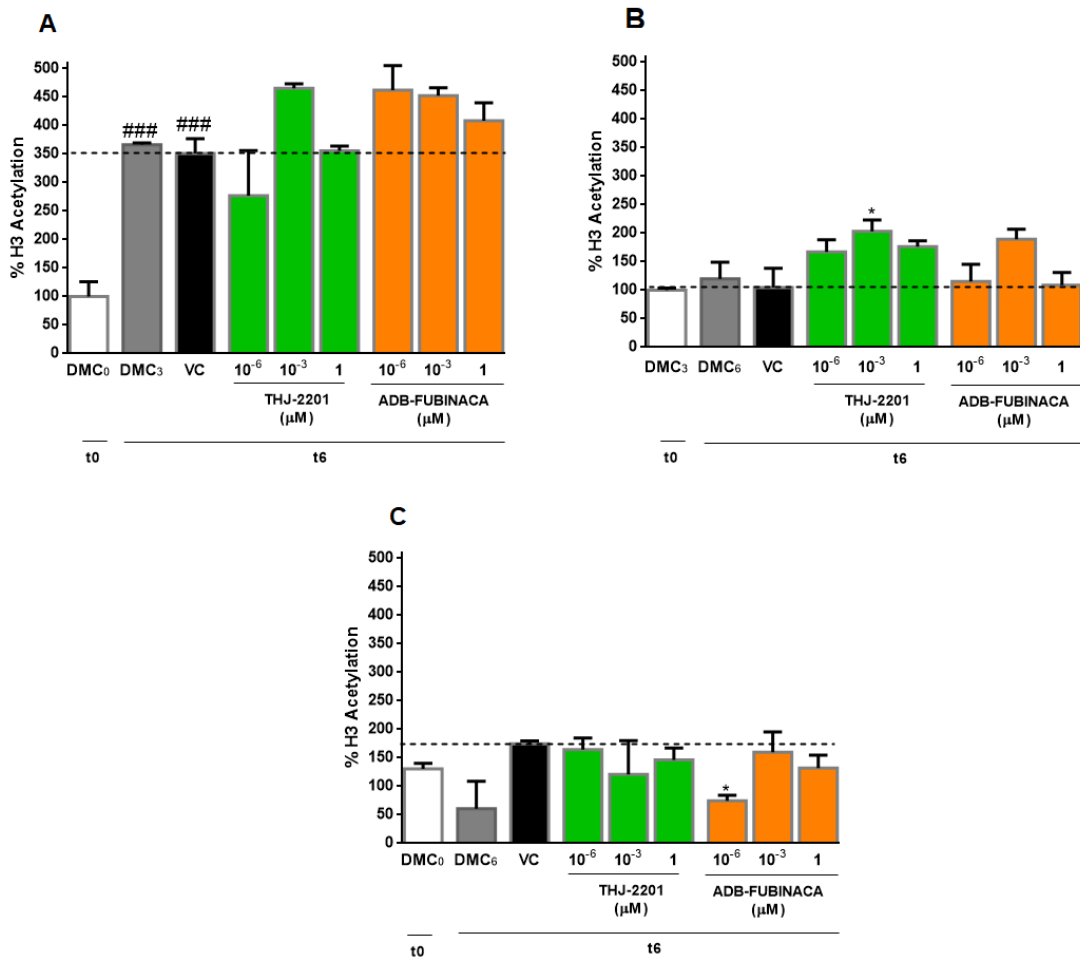 A
% H3 Acetylation
500
450
400
350
300
250
200
150
100
50
0
###
###
DMC₀ DMC₃ VC 10⁻⁶ 10⁻³ 1 10⁻⁶ 10⁻³ 1
THJ-2201 ADB-FUBINACA
(μM) (μM)
t0 t6
B
% H3 Acetylation
500
450
400
350
300
250
200
150
100
50
0
*
DMC₃ DMC₆ VC 10⁻⁶ 10⁻³ 1 10⁻⁶ 10⁻³ 1
THJ-2201 ADB-FUBINACA
(μM) (μM)
t0 t6
C
% H3 Acetylation
500
450
400
350
300
250
200
150
100
50
0
*
DMC₀ DMC₆ VC 10⁻⁶ 10⁻³ 1 10⁻⁶ 10⁻³ 1
THJ-2201 ADB-FUBINACA
(μM) (μM)
t0 t6